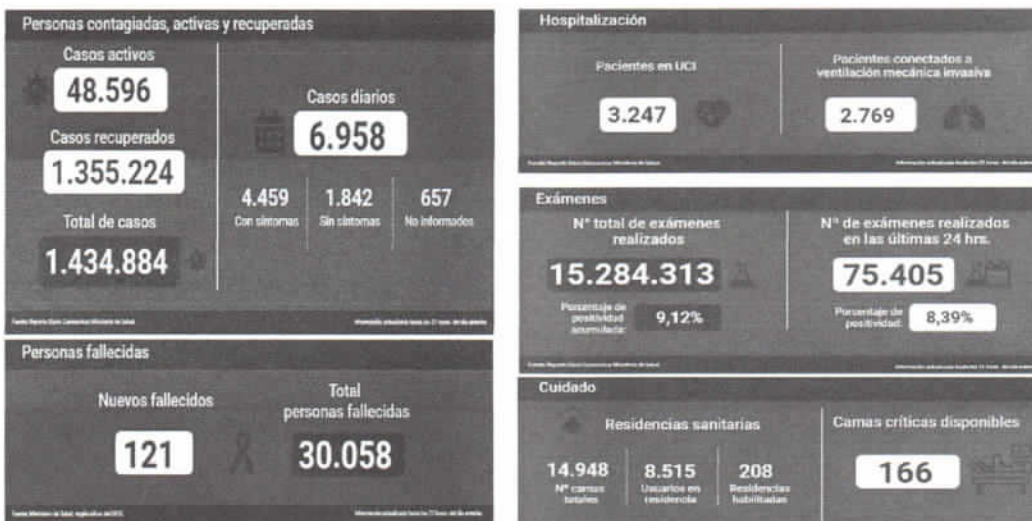 Personas contagiadas, activas y recuperadas
Casos activos
48.596
Casos recuperados
1.355.224
Total de casos
1.434.884
Casos diarios
6.958
4.459
Con síntomas
1.842
Sin síntomas
657
No informados
Personas fallecidas
Nuevos fallecidos
121
Total
personas fallecidas
30.058
Hospitalización
Pacientes en UCI
3.247
Pacientes conectados a
ventilación mecánica invasiva
2.769
Exámenes
N° total de exámenes
realizados
15.284.313
Porcentaje de
positividad
acumulada:
9,12%
N° de exámenes realizados
en las últimas 24 hrs.
75.405
Porcentaje de
positividad:
8,39%
Cuidado
Residencias sanitarias
14.948
N° camas
totales
8.515
Usuarios en
residencia
208
Residencias
habilitadas
Camas críticas disponibles
166